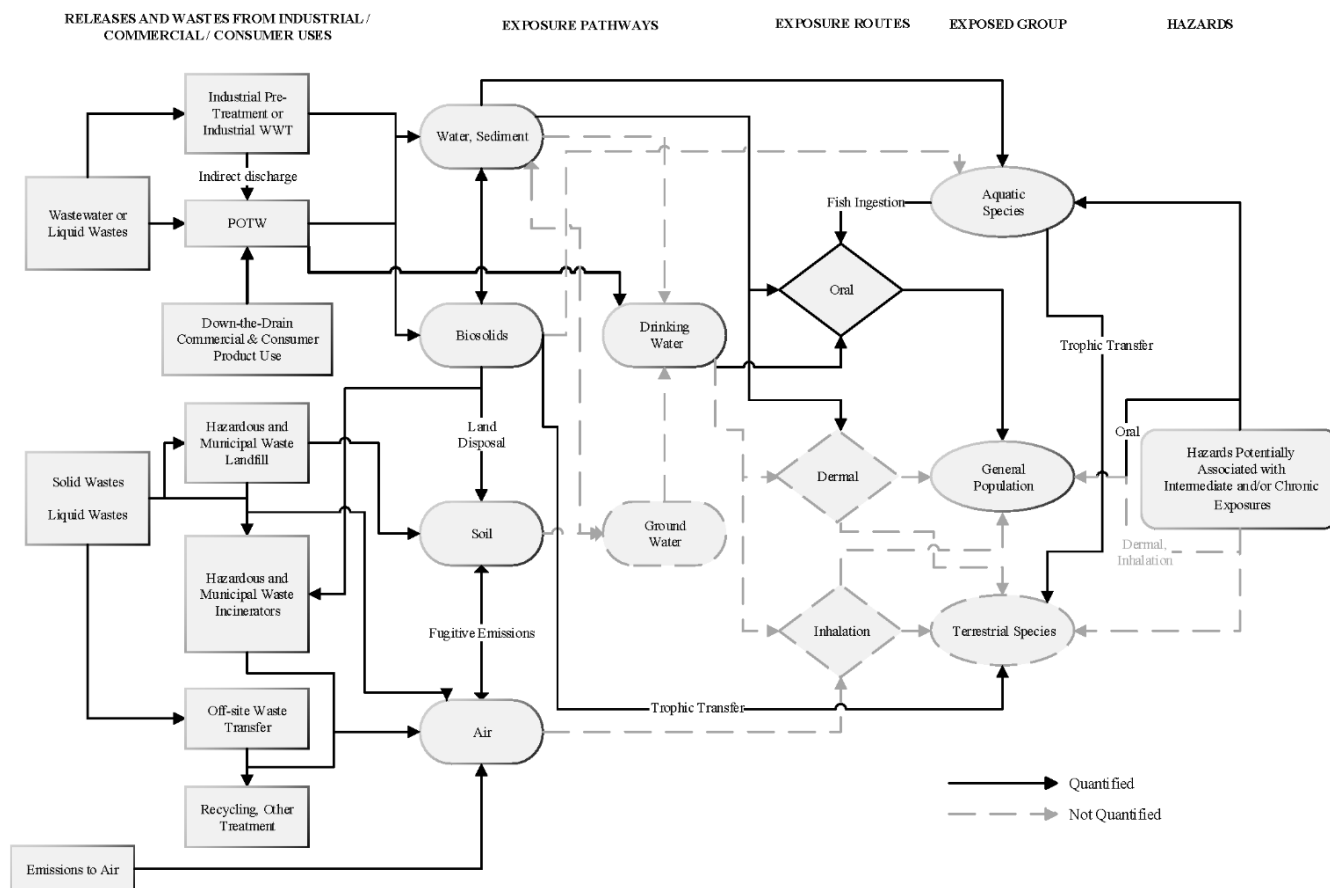 RELEASES AND WASTES FROM INDUSTRIAL /
COMMERCIAL / CONSUMER USES
EXPOSURE PATHWAYS
EXPOSURE ROUTES
EXPOSED GROUP
HAZARDS
Industrial Pre-
Treatment or
Industrial WWT
Indirect discharge
Wastewater or
Liquid Wastes
POTW
Down-the-Drain
Commercial & Consumer
Product Use
Hazardous and
Municipal Waste
Landfill
Solid Wastes
Liquid Wastes
Hazardous and
Municipal Waste
Incinerators
Off-site Waste
Transfer
Recycling, Other
Treatment
Emissions to Air
Water, Sediment
Biosolids
Land
Disposal
Soil
Fugitive Emissions
Air
Drinking
Water
Ground
Water
Trophic Transfer
Fish Ingestion
Oral
Dermal
Inhalation
Aquatic
Species
Trophic Transfer
General
Population
Terrestrial Species
Oral
Hazards Potentially
Associated with
Intermediate and/or Chronic
Exposures
Dermal,
Inhalation
Quantified
Not Quantified